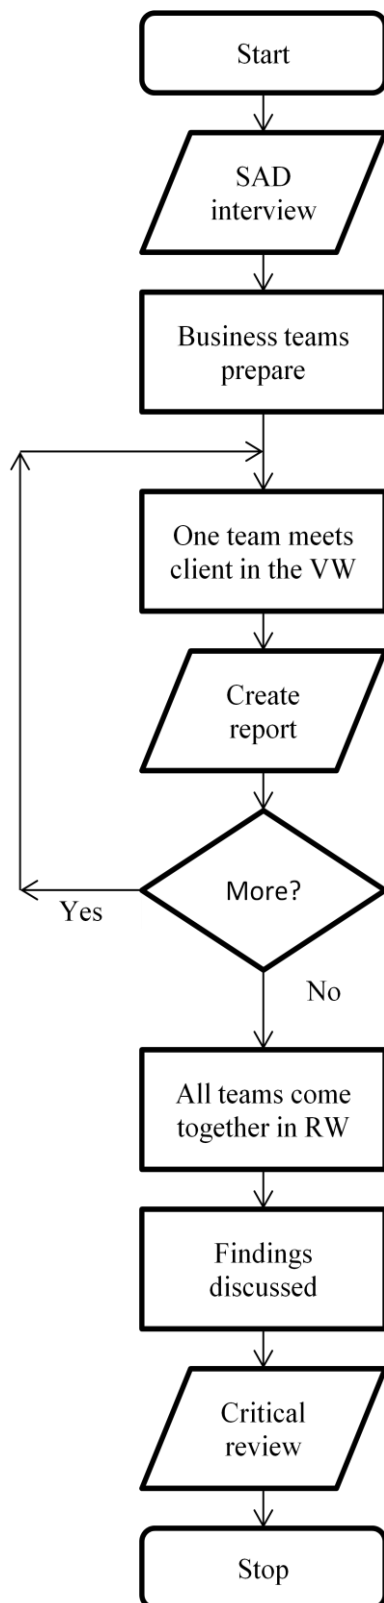 Start
SAD
interview
Business teams
prepare
One team meets
client in the VW
Create
report
More?
Yes
No
All teams come
together in RW
Findings
discussed
Critical
review
Stop